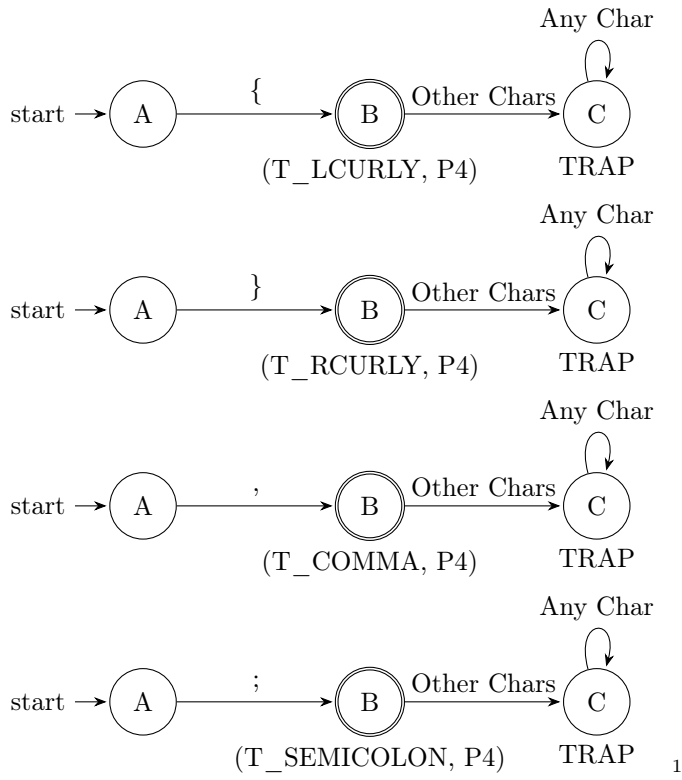 Any Char
{
start A B Other Chars C
(T_LCURLY, P4) TRAP
Any Char
}
start A B Other Chars C
(T_RCURLY, P4) TRAP
Any Char
,
start A B Other Chars C
(T_COMMA, P4) TRAP
Any Char
;
start A B Other Chars C
(T_SEMICOLON, P4) TRAP 1